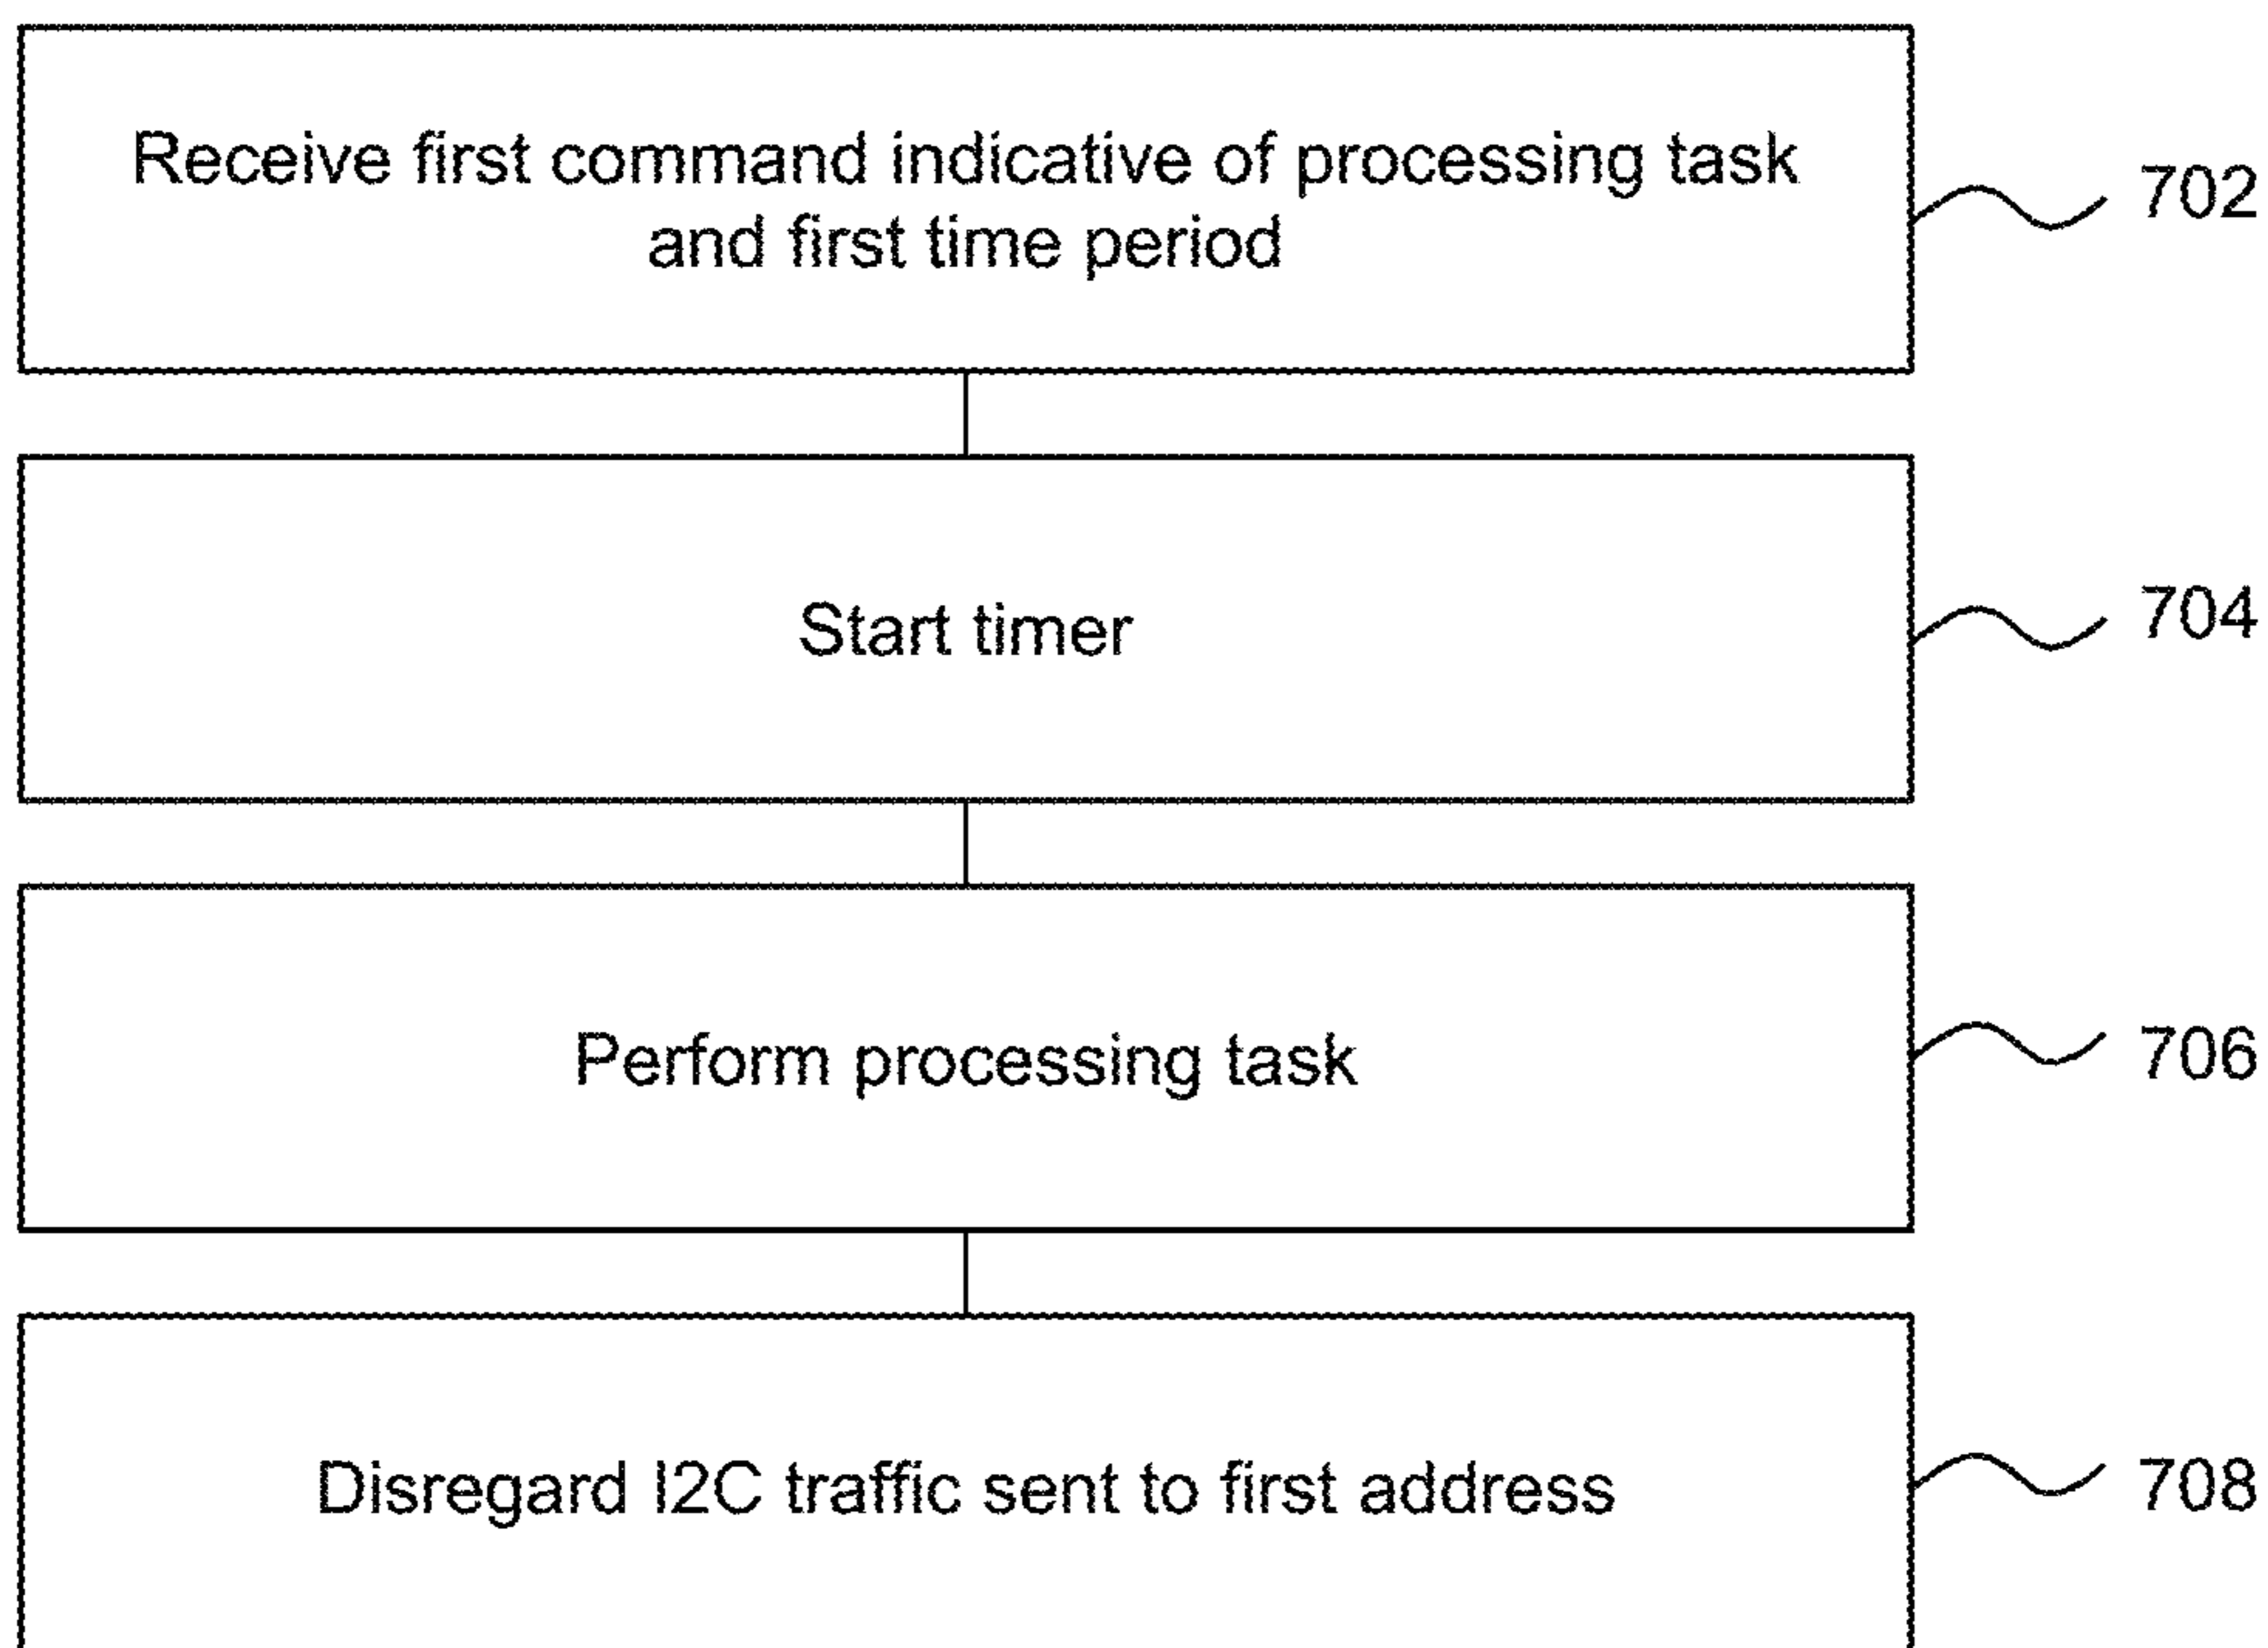 Receive first command indicative of processing task
and first time period
702
Start timer
704
Perform processing task
706
Disregard I2C traffic sent to first address
708